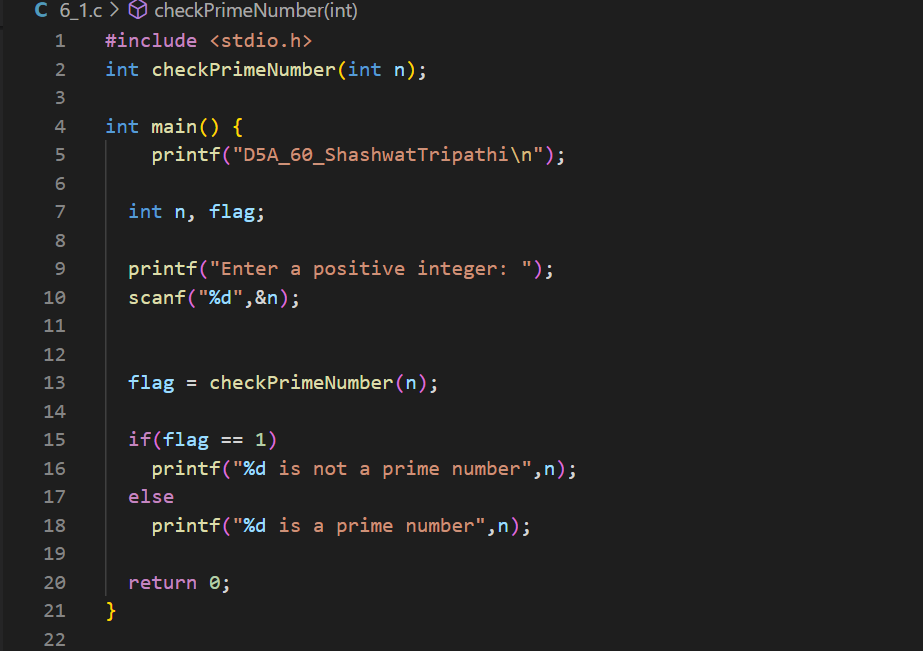 C 6_1.c > checkPrimeNumber(int)
1 #include <stdio.h>
2 int checkPrimeNumber(int n);
3
4 int main() {
5     printf("D5A_60_ShashwatTripathi\n");
6
7   int n, flag;
8
9   printf("Enter a positive integer: ");
10   scanf("%d",&n);
11
12
13   flag = checkPrimeNumber(n);
14
15   if(flag == 1)
16     printf("%d is not a prime number",n);
17   else
18     printf("%d is a prime number",n);
19
20   return 0;
21 }
22